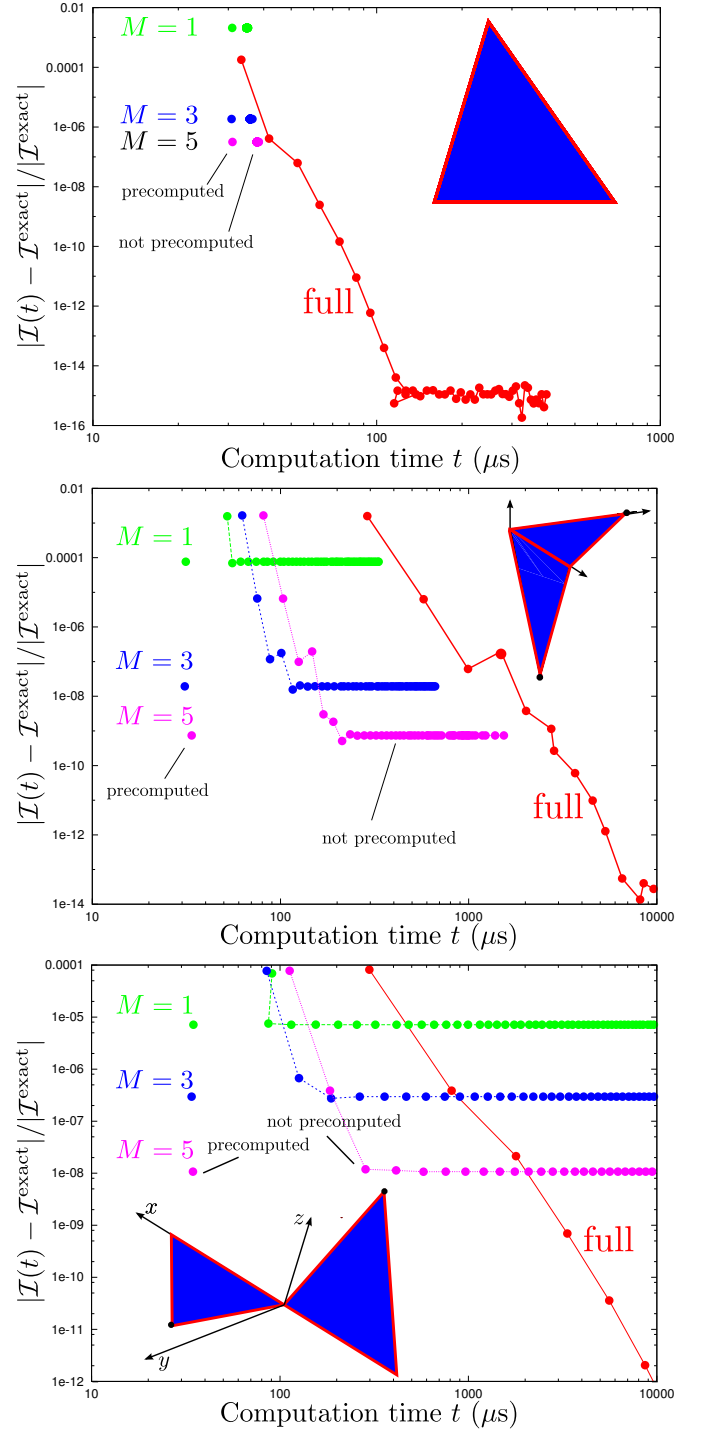 0.01
0.0001
1e-06
1e-08
1e-10
1e-12
1e-14
1e-16
|I(t) − I^exact|/|I^exact|
M = 1
M = 3
M = 5
precomputed
not precomputed
full
10
100
1000
Computation time t (μs)
0.01
0.0001
1e-06
1e-08
1e-10
1e-12
1e-14
|I(t) − I^exact|/|I^exact|
M = 1
M = 3
M = 5
precomputed
not precomputed
full
10
100
1000
10000
Computation time t (μs)
0.0001
1e-05
1e-06
1e-07
1e-08
1e-09
1e-10
1e-11
1e-12
|I(t) − I^exact|/|I^exact|
M = 1
M = 3
not precomputed
M = 5
precomputed
x
z
y
full
10
100
1000
10000
Computation time t (μs)